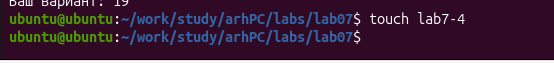 Ваш вариант: 19
ubuntu@ubuntu:~/work/study/arhPC/labs/lab07$ touch lab7-4
ubuntu@ubuntu:~/work/study/arhPC/labs/lab07$